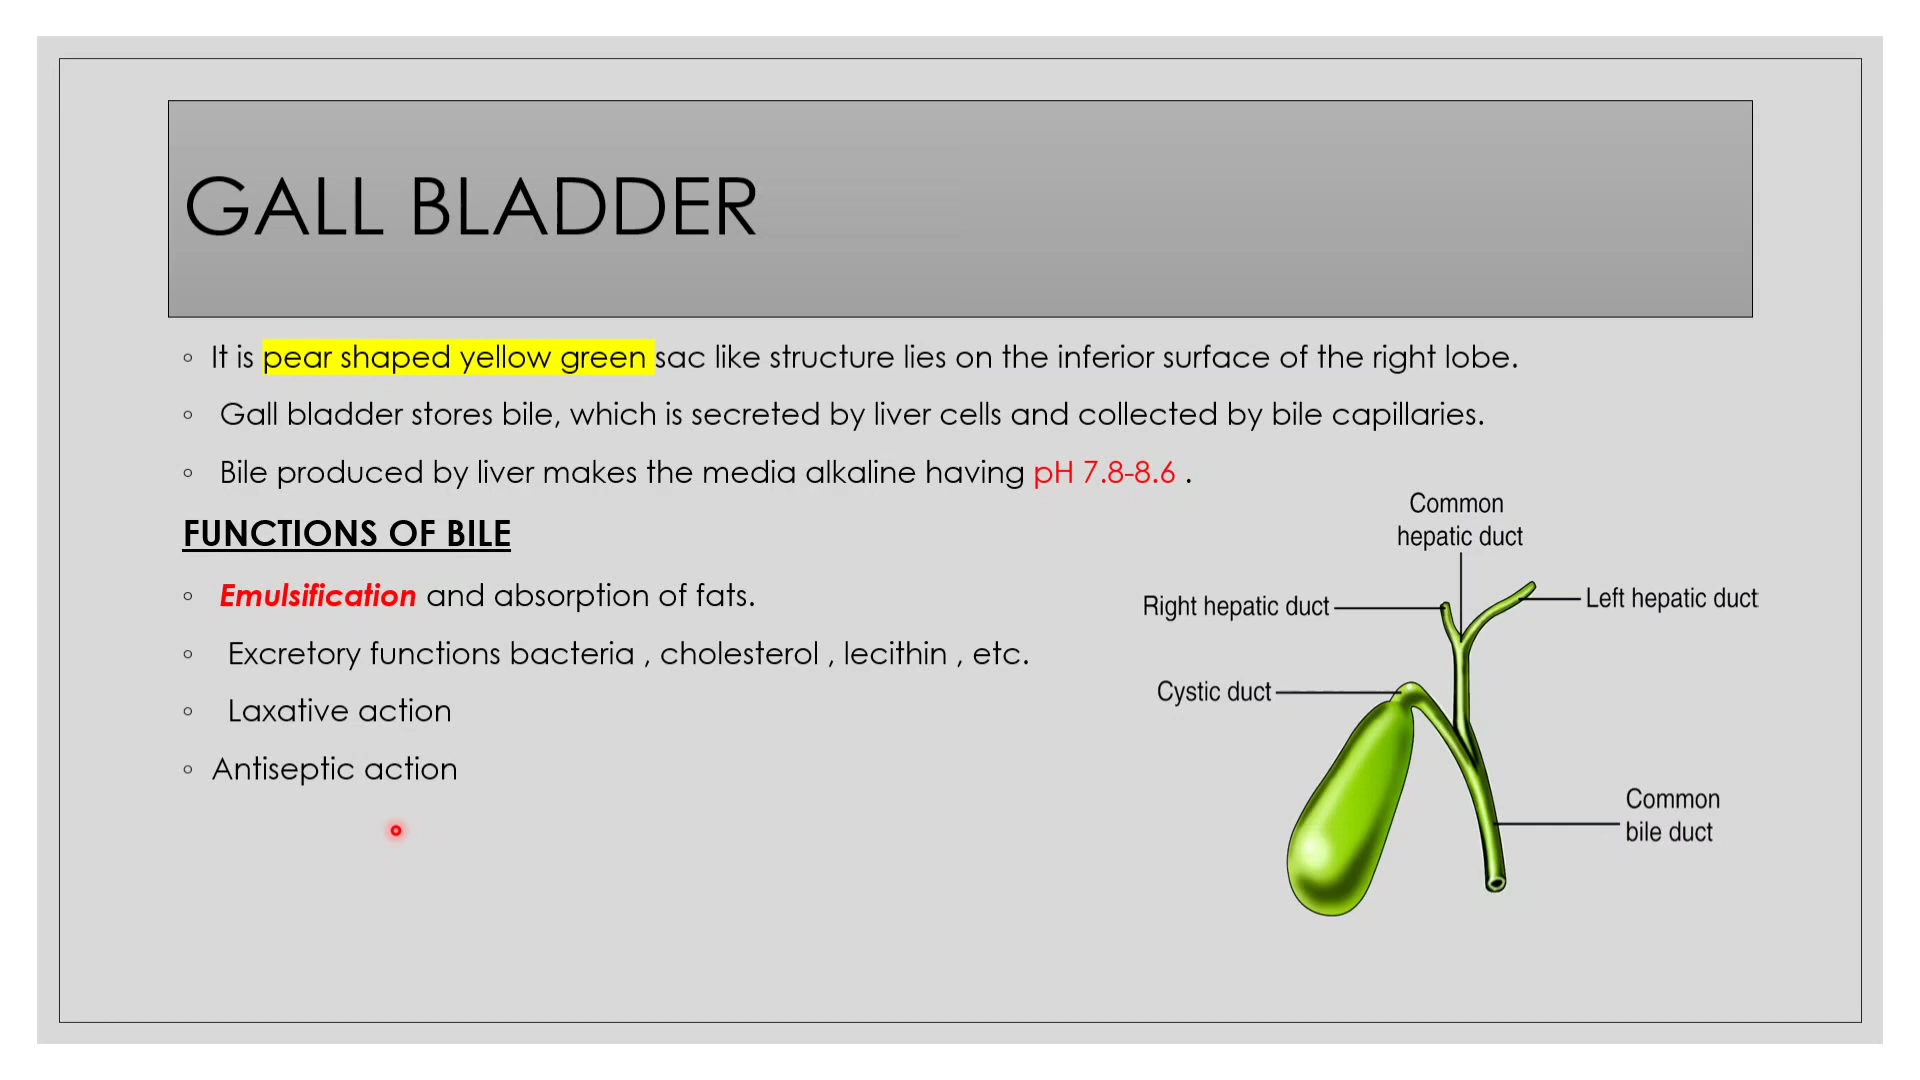 GALL BLADDER
◦ It is pear shaped yellow green sac like structure lies on the inferior surface of the right lobe.
◦ Gall bladder stores bile, which is secreted by liver cells and collected by bile capillaries.
◦ Bile produced by liver makes the media alkaline having pH 7.8-8.6 .
FUNCTIONS OF BILE
◦ Emulsification and absorption of fats.
◦ Excretory functions bacteria , cholesterol , lecithin , etc.
◦ Laxative action
◦ Antiseptic action
Common
hepatic duct
Right hepatic duct
Left hepatic duct
Cystic duct
Common
bile duct